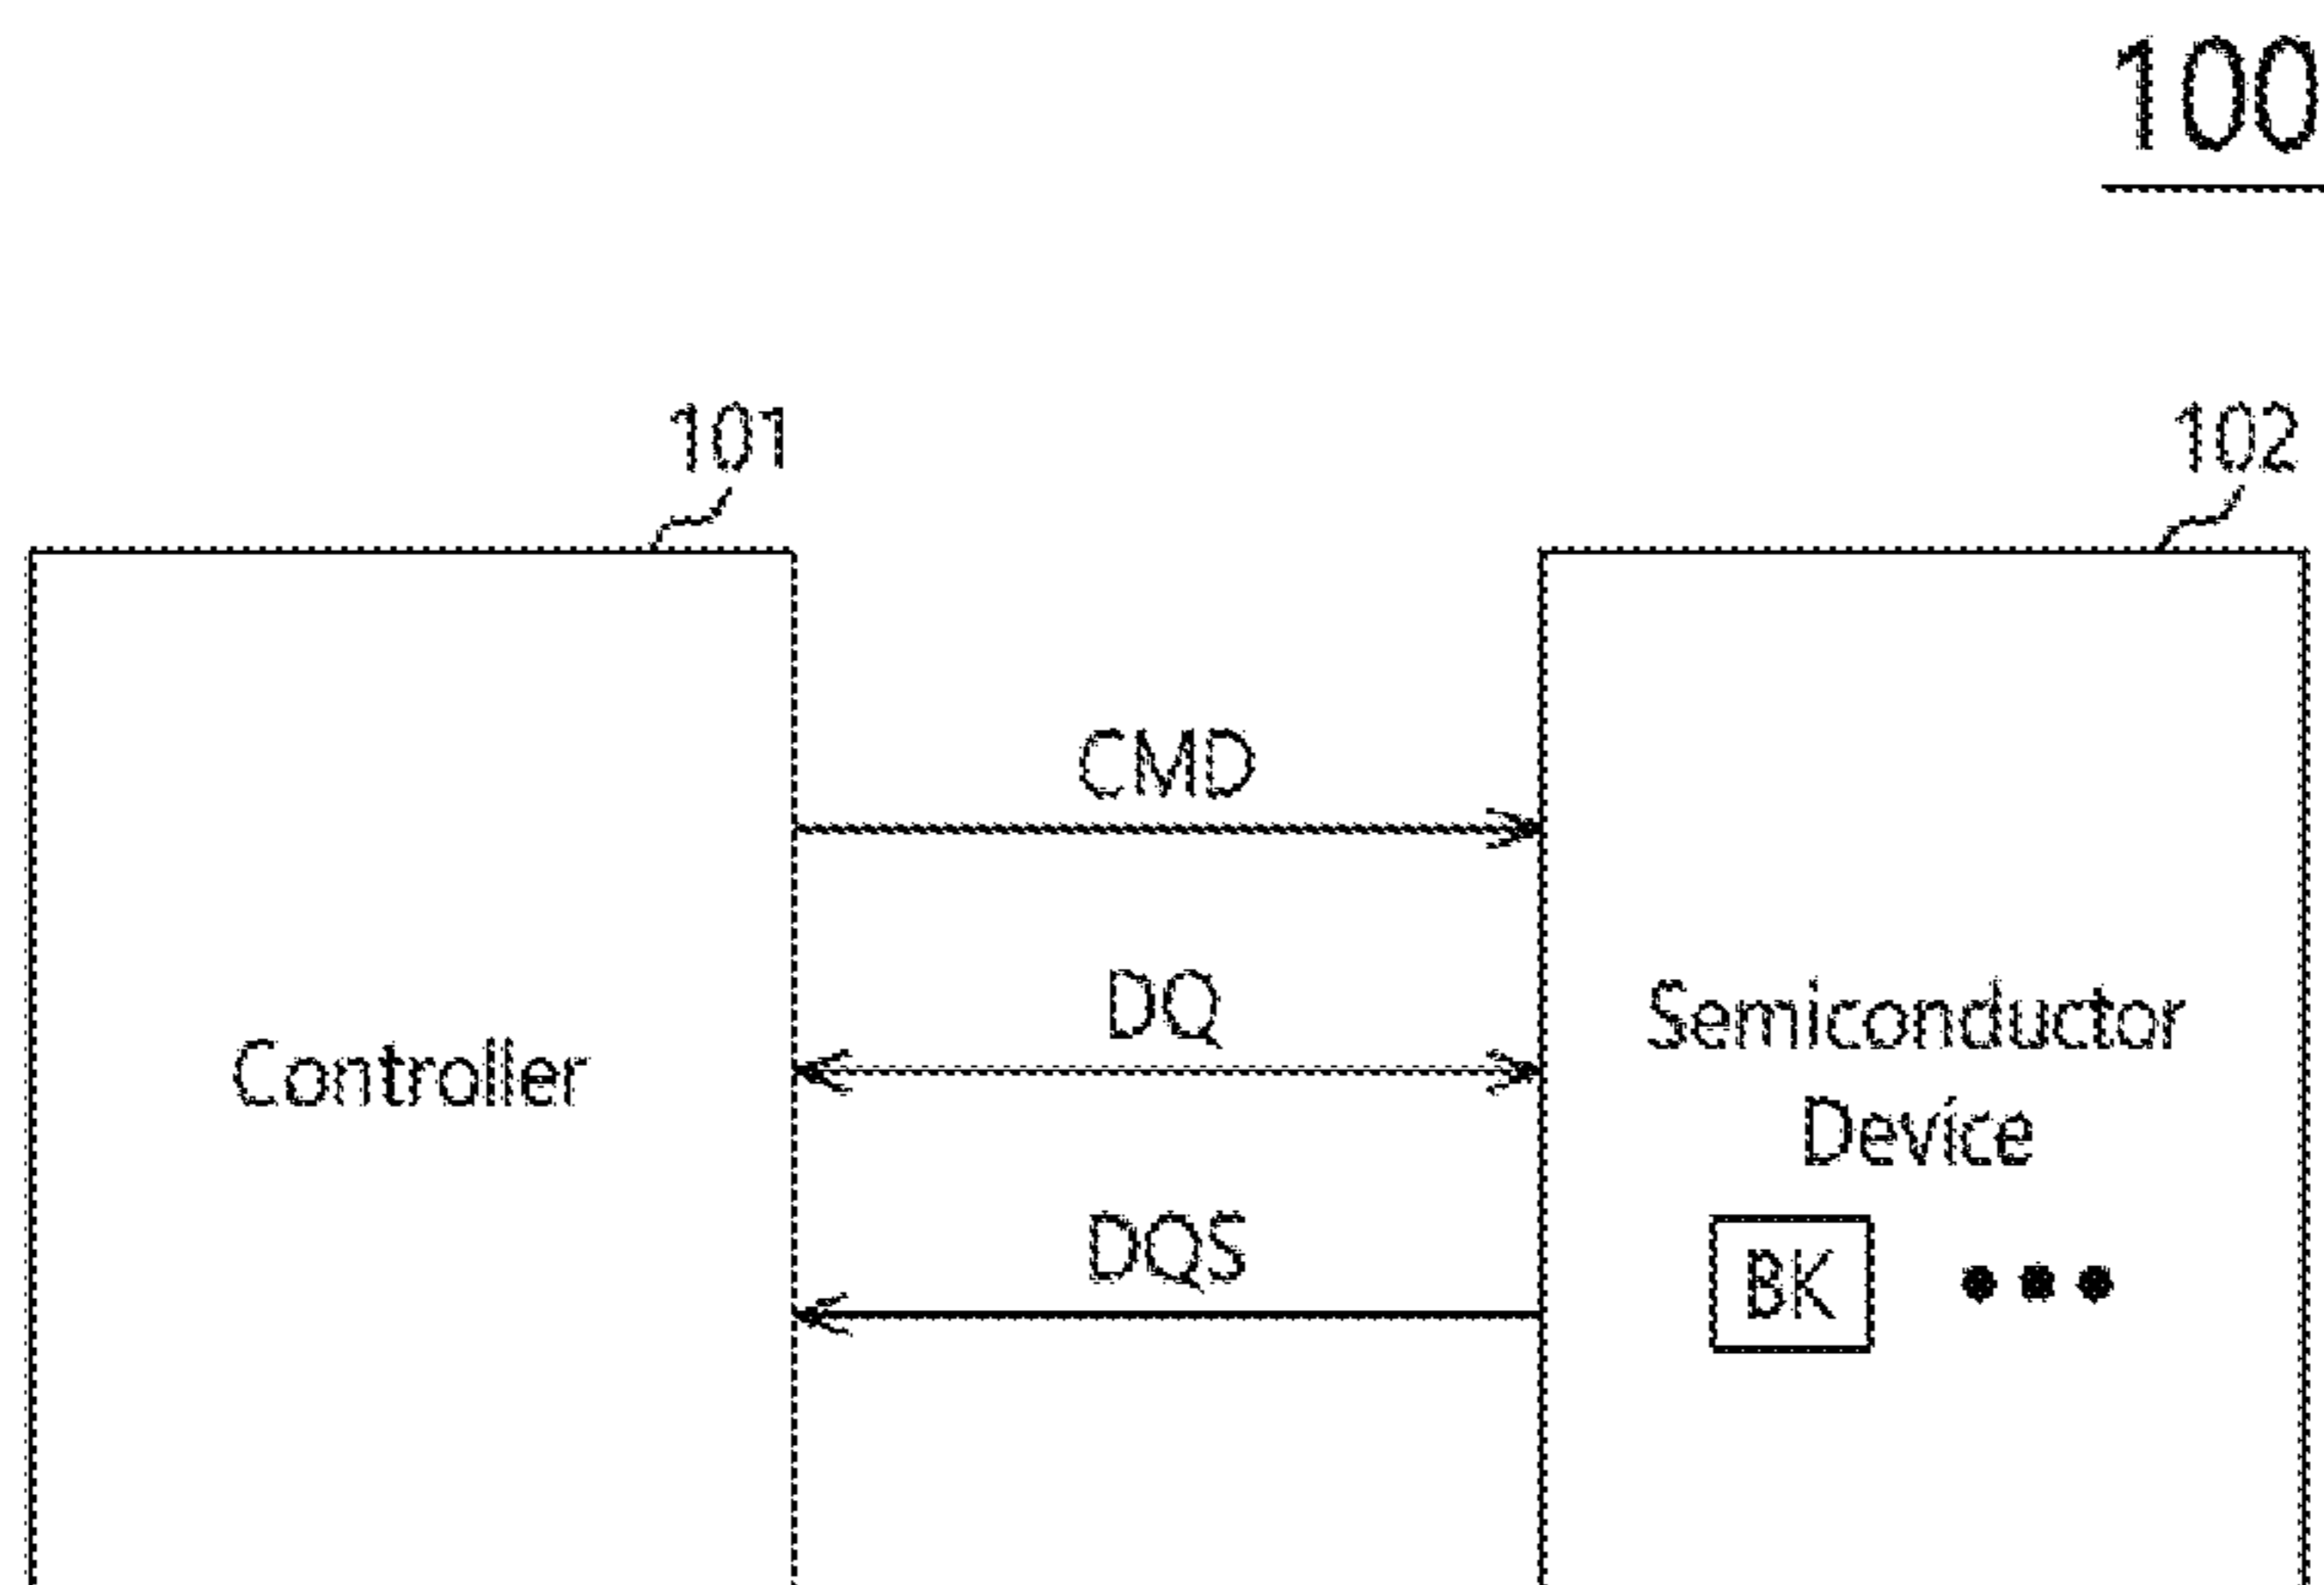 100
101
102
CMD
DQ
DQS
Controller
Semiconductor
Device
BK